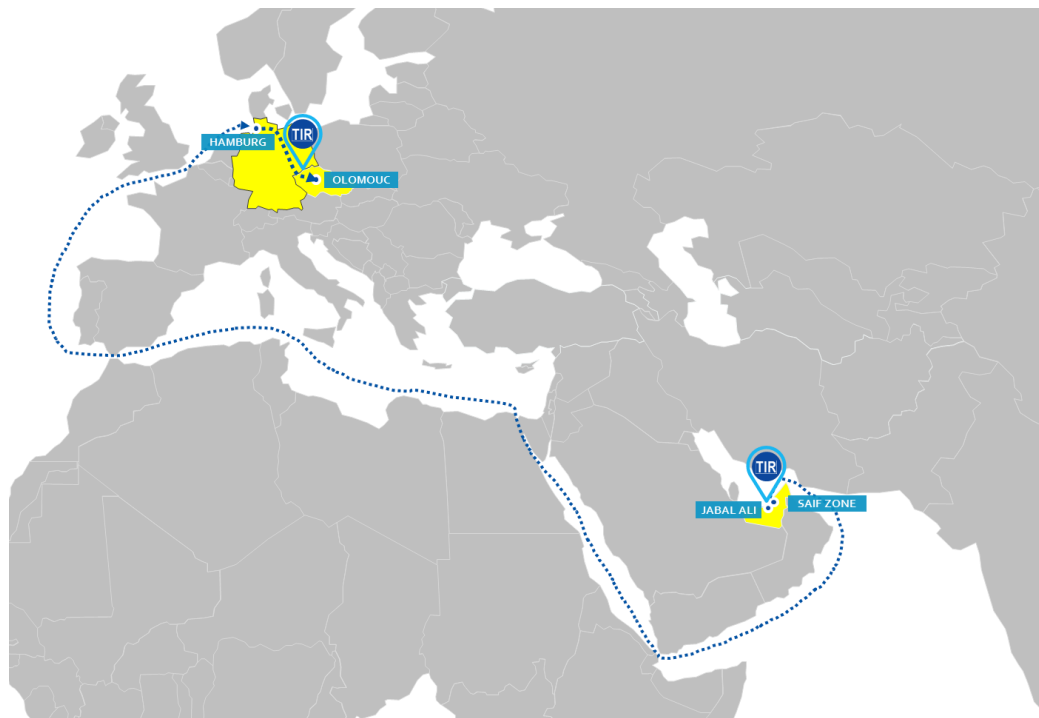 TIR
HAMBURG
OLOMOUC
TIR
JABAL ALI
SAIF ZONE